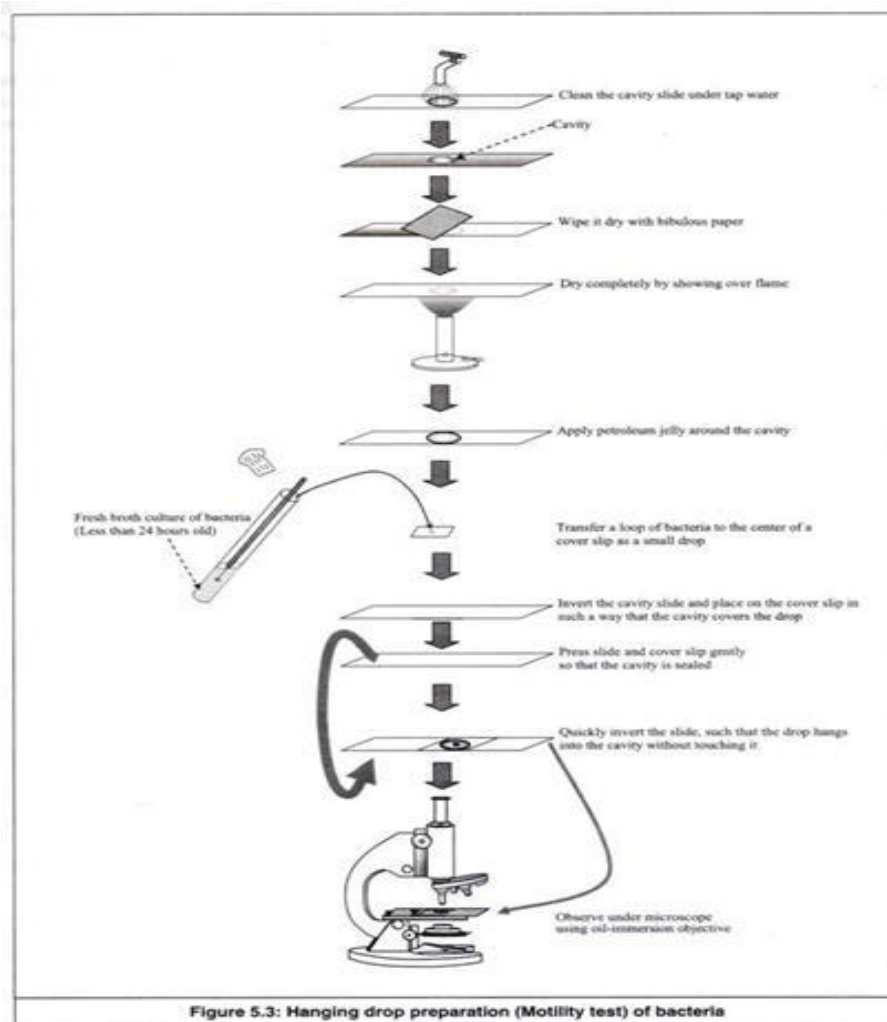 Clean the cavity slide under tap water
Cavity
Wipe it dry with bibulous paper
Dry completely by showing over flame
Apply petroleum jelly around the cavity
Fresh broth culture of bacteria
(Less than 24 hours old)
Transfer a loop of bacteria to the center of a
cover slip as a small drop
Invert the cavity slide and place on the cover slip in
such a way that the cavity covers the drop
Press slide and cover slip gently
so that the cavity is sealed
Quickly invert the slide, such that the drop hangs
into the cavity without touching it
Observe under microscope
using oil-immersion objective
Figure 5.3: Hanging drop preparation (Motility test) of bacteria